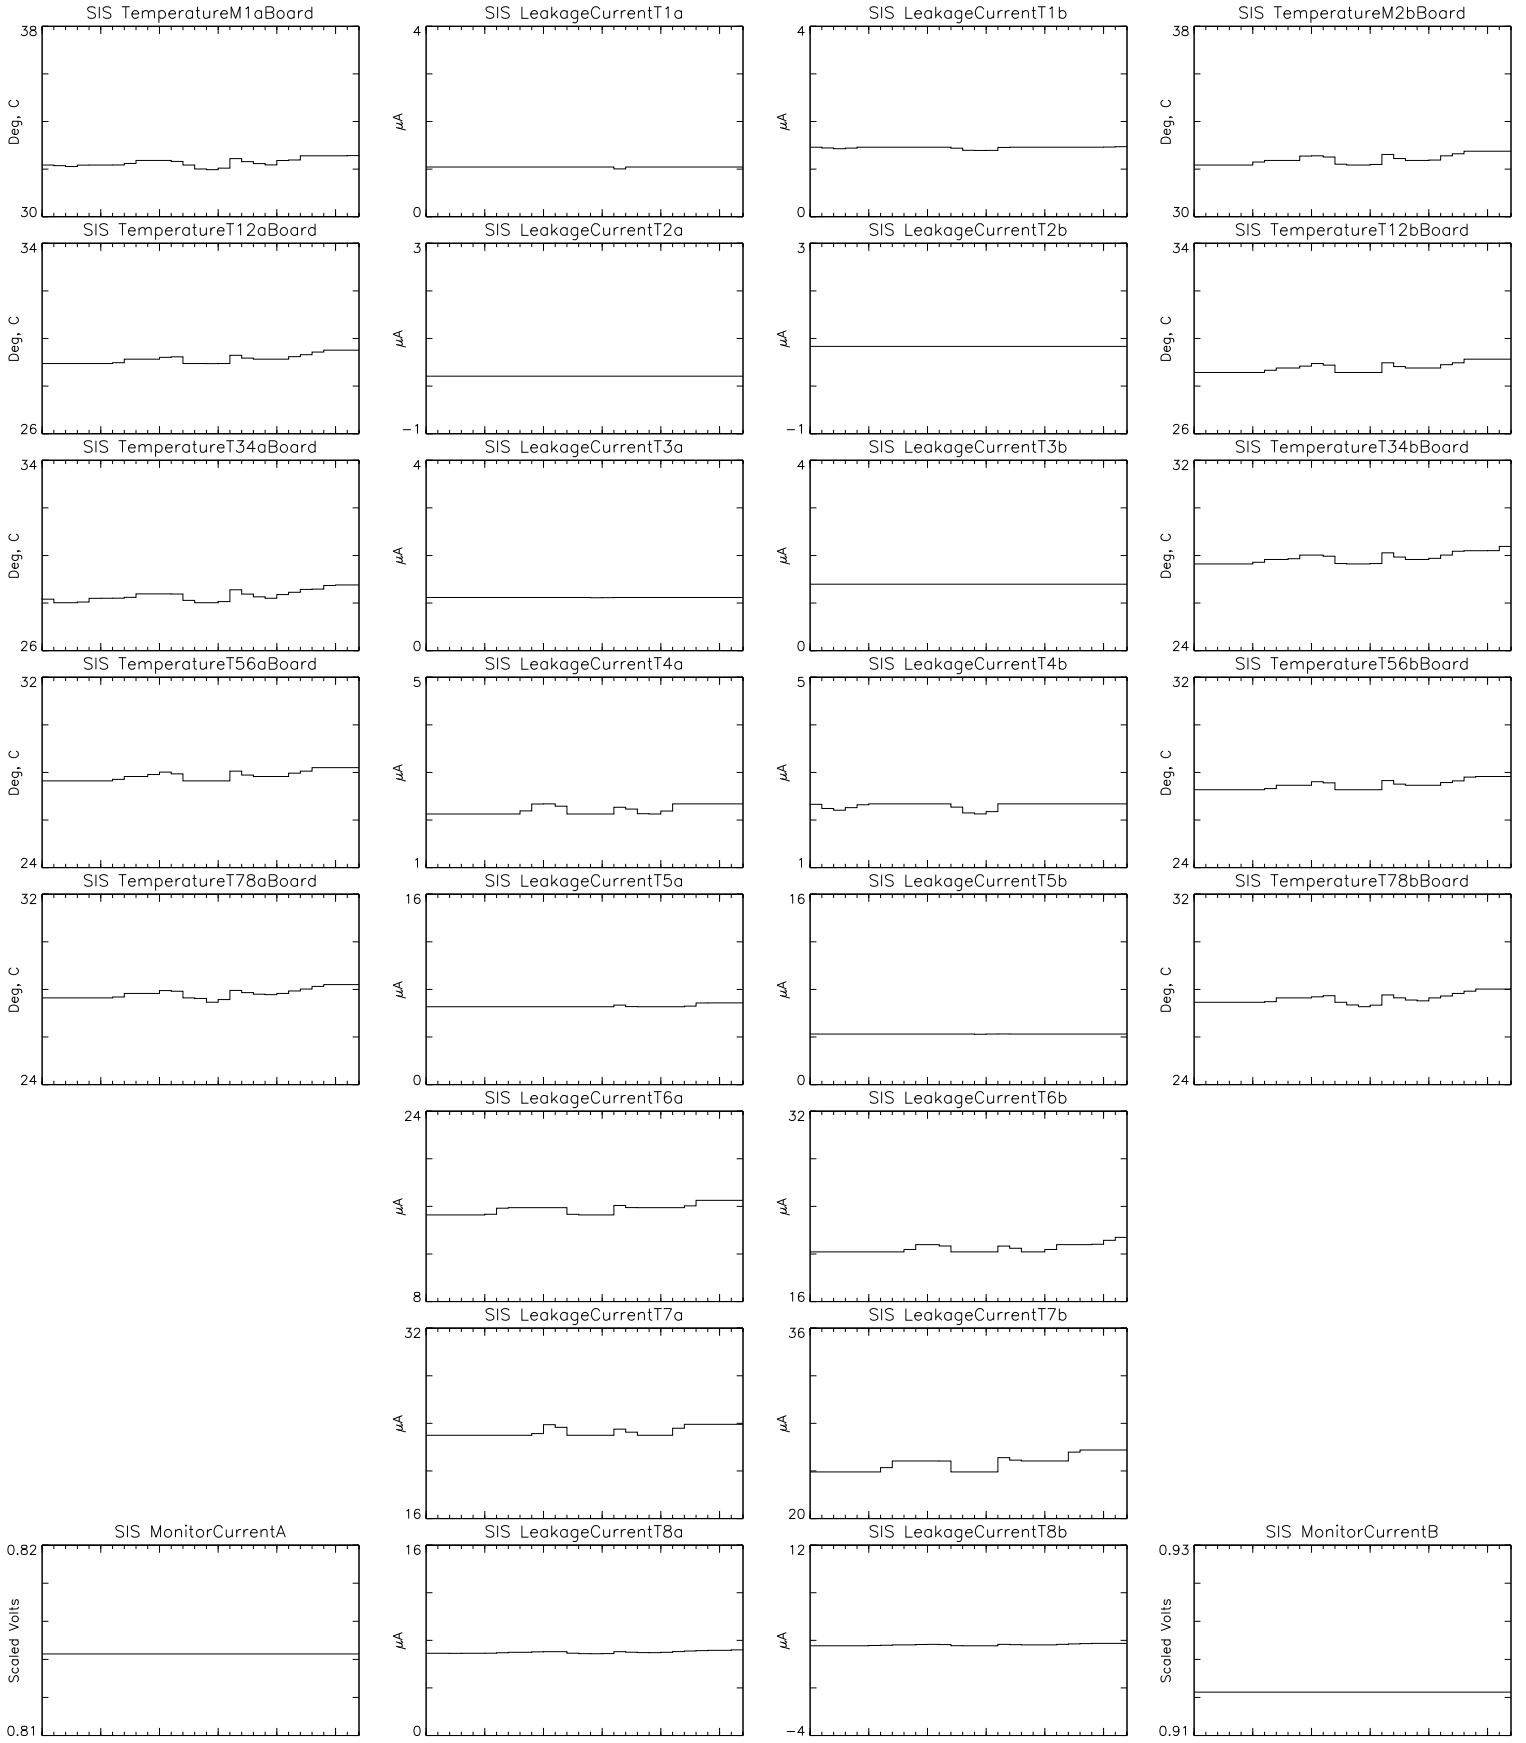 SIS TemperatureM1aBoard
38
Deg, C
30
SIS LeakageCurrentT1a
4
μA
0
SIS LeakageCurrentT1b
4
μA
0
SIS TemperatureM2bBoard
38
Deg, C
30
SIS TemperatureT12aBoard
34
Deg, C
26
SIS LeakageCurrentT2a
3
μA
-1
SIS LeakageCurrentT2b
3
μA
-1
SIS TemperatureT12bBoard
34
Deg, C
26
SIS TemperatureT34aBoard
34
Deg, C
26
SIS LeakageCurrentT3a
4
μA
0
SIS LeakageCurrentT3b
4
μA
0
SIS TemperatureT34bBoard
32
Deg, C
24
SIS TemperatureT56aBoard
32
Deg, C
24
SIS LeakageCurrentT4a
5
μA
1
SIS LeakageCurrentT4b
5
μA
1
SIS TemperatureT56bBoard
32
Deg, C
24
SIS TemperatureT78aBoard
32
Deg, C
24
SIS LeakageCurrentT5a
16
μA
0
SIS LeakageCurrentT5b
16
μA
0
SIS TemperatureT78bBoard
32
Deg, C
24
SIS LeakageCurrentT6a
24
μA
8
SIS LeakageCurrentT6b
32
μA
16
SIS LeakageCurrentT7a
32
μA
16
SIS LeakageCurrentT7b
36
μA
20
SIS MonitorCurrentA
0.82
Scaled Volts
0.81
SIS LeakageCurrentT8a
16
μA
0
SIS LeakageCurrentT8b
12
μA
-4
SIS MonitorCurrentB
0.93
Scaled Volts
0.91